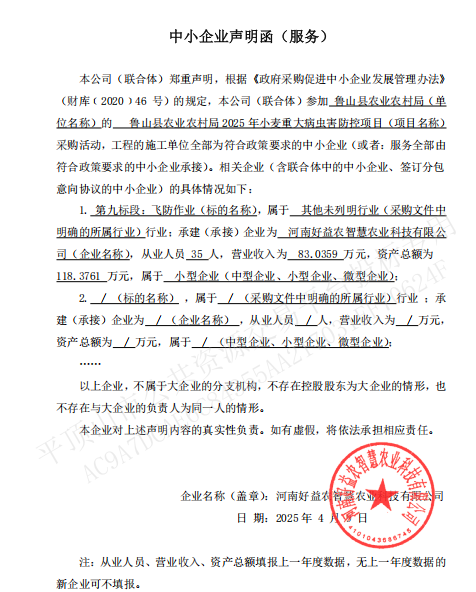 中小企业声明函（服务）
本公司（联合体）郑重声明，根据《政府采购促进中小企业发展管理办法》
（财库〔2020〕46 号）的规定，本公司（联合体）参加 鲁山县农业农村局（单
位名称）的 鲁山县农业农村局 2025 年小麦重大病虫害防控项目（项目名称）
采购活动，工程的施工单位全部为符合政策要求的中小企业（或者：服务全部由
符合政策要求的中小企业承接）。相关企业（含联合体中的中小企业、签订分包
意向协议的中小企业）的具体情况如下：
1. 第九标段：飞防作业（标的名称），属于 其他未列明行业（采购文件中
明确的所属行业）行业；承建（承接）企业为 河南好益农智慧农业科技有限公
司（企业名称），从业人员 35 人，营业收入为 83.0359 万元，资产总额为
118.3761 万元，属于 小型企业（中型企业、小型企业、微型企业）；
2. / （标的名称） ，属于 / （采购文件中明确的所属行业）行业 ；承
建（承接）企业为 / （企业名称） ，从业人员 / 人，营业收入为 / 万元，
资产总额为 / 万元，属于 / （中型企业、小型企业、微型企业）；
……
以上企业，不属于大企业的分支机构，不存在控股股东为大企业的情形，也
不存在与大企业的负责人为同一人的情形。
本企业对上述声明内容的真实性负责。如有虚假，将依法承担相应责任。
企业名称（盖章）：河南好益农智慧农业科技有限公司
日 期：2025 年 4 月 日
河南好益农智慧农业科技有限公司
4101043686745
注：从业人员、营业收入、资产总额填报上一年度数据，无上一年度数据的
新企业可不填报。